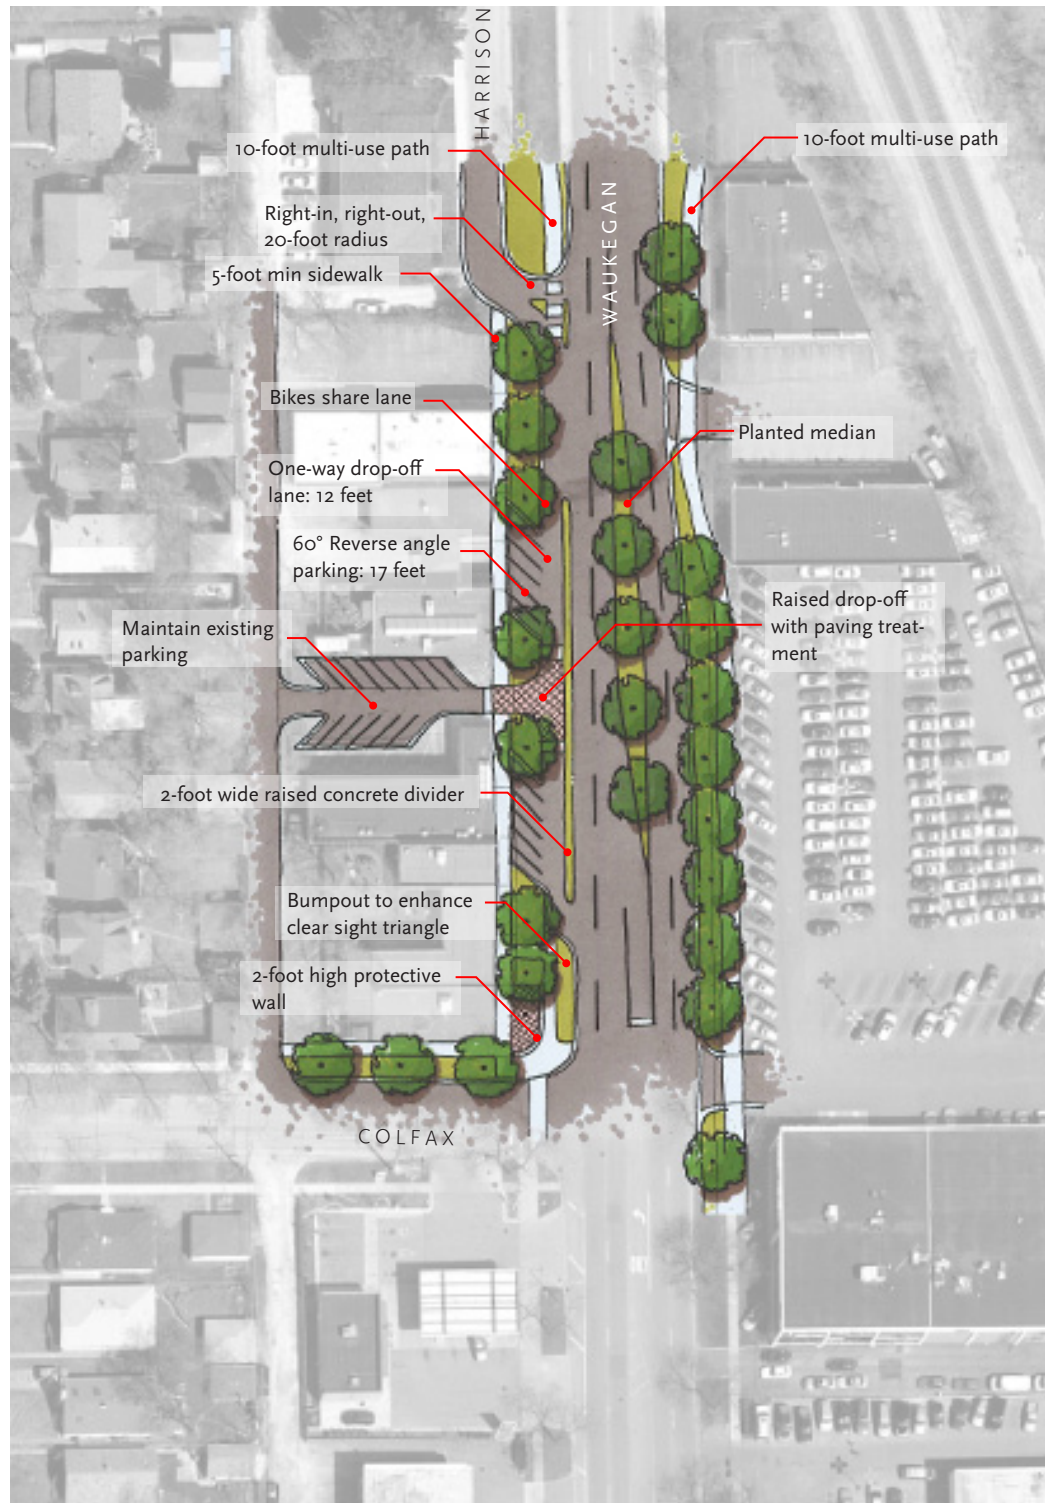 HARRISON
10-foot multi-use path
10-foot multi-use path
WAUKEGAN
Right-in, right-out,
20-foot radius
5-foot min sidewalk
Bikes share lane
Planted median
One-way drop-off
lane: 12 feet
60° Reverse angle
parking: 17 feet
Raised drop-off
with paving treat-
ment
Maintain existing
parking
2-foot wide raised concrete divider
Bumpout to enhance
clear sight triangle
2-foot high protective
wall
COLFAX